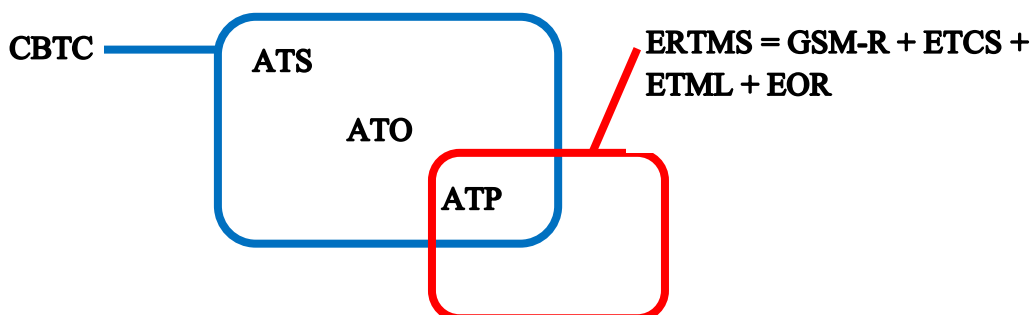 CBTC
ATS
ERTMS = GSM-R + ETCS +
ETML + EOR
ATO
ATP